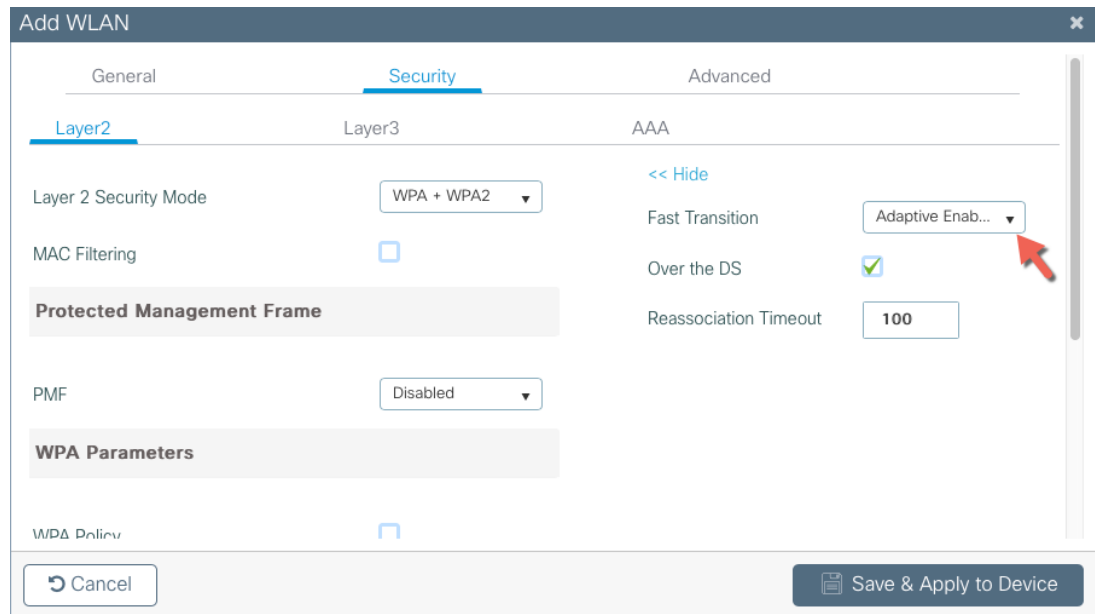 Add WLAN
General Security Advanced
Layer2 Layer3 AAA
Layer 2 Security Mode WPA + WPA2
MAC Filtering
Protected Management Frame
PMF Disabled
WPA Parameters
WPA Policy
<< Hide
Fast Transition Adaptive Enab...
Over the DS
Reassociation Timeout 100
Cancel Save & Apply to Device